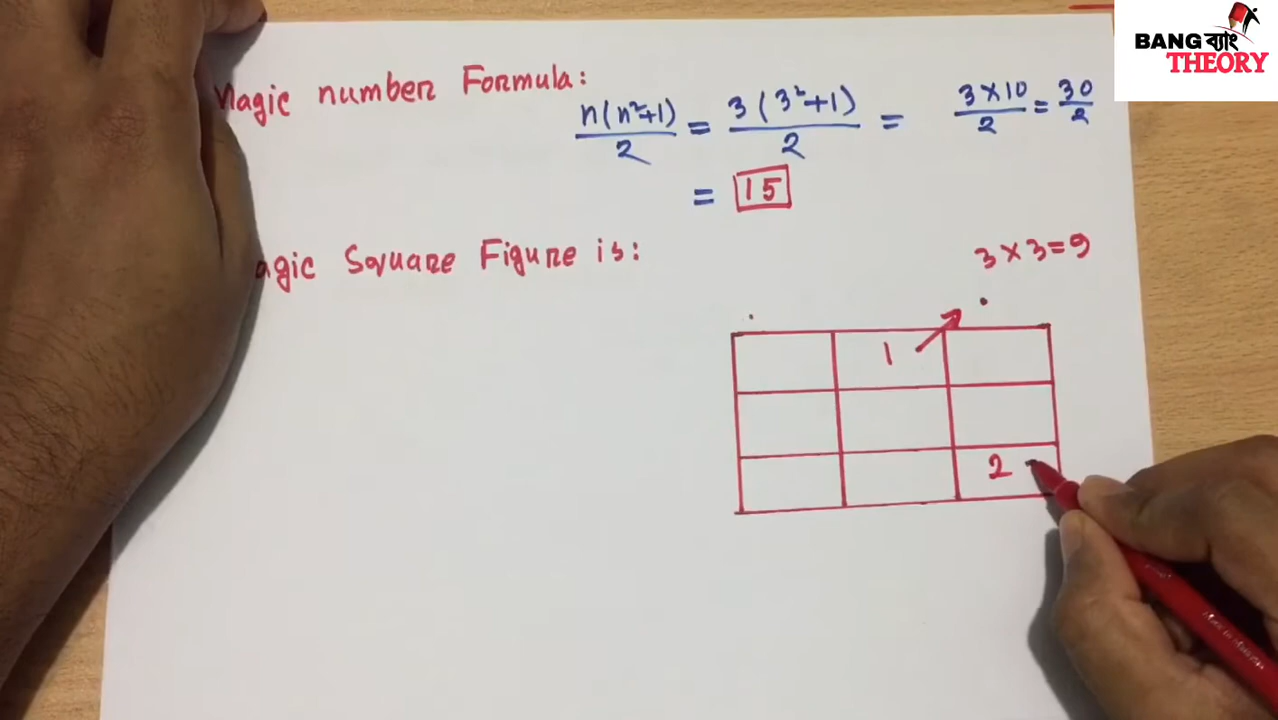 BANG ব্যাং
THEORY
Magic number Formula:
n(n²+1)/2 = 3(3²+1)/2 = 3×10/2 = 30/2
= 15
agic Square Figure is:
3×3=9
1
2